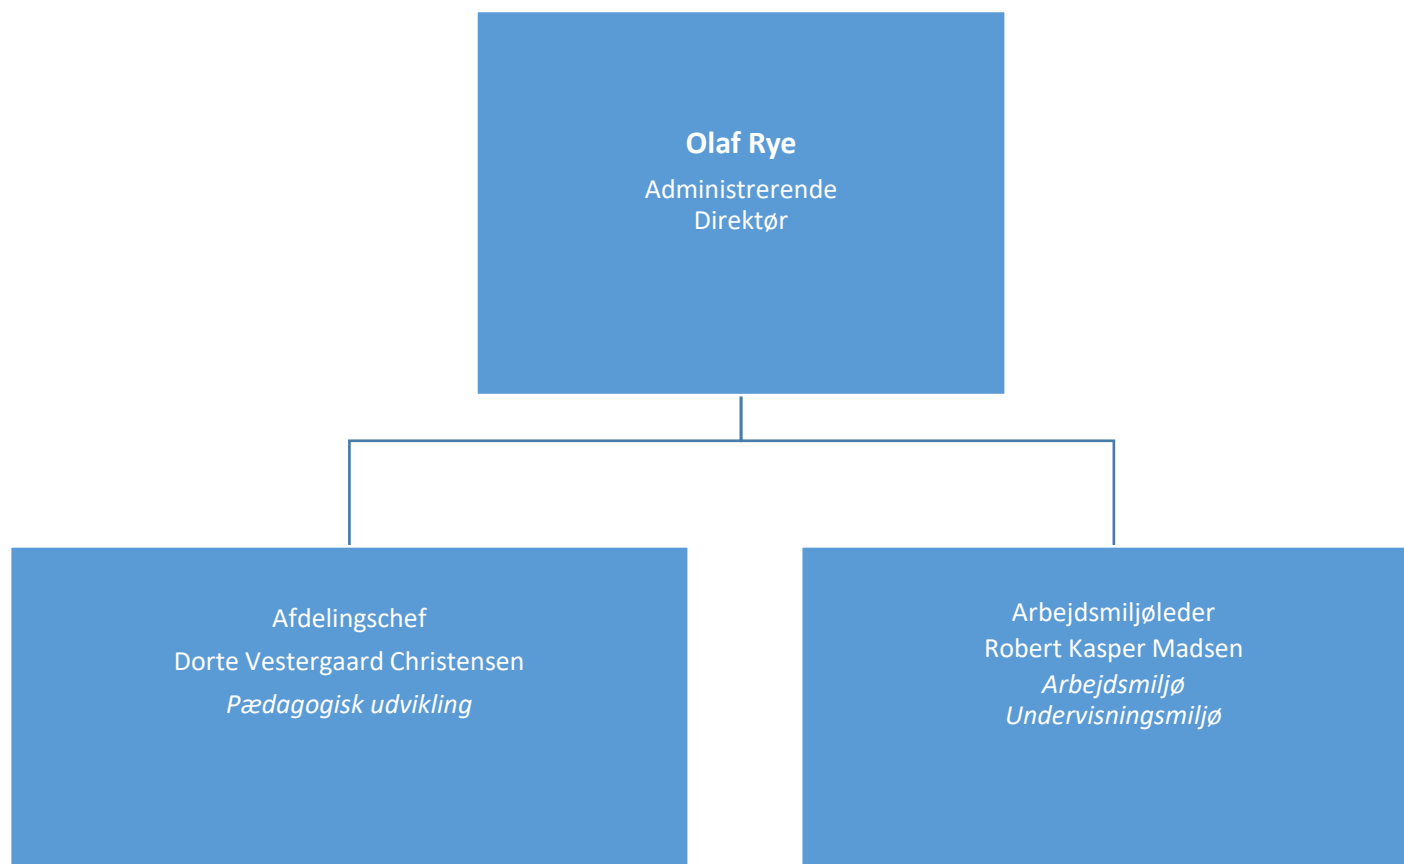 Olaf Rye
Administrerende
Direktør
Afdelingschef
Dorte Vestergaard Christensen
Pædagogisk udvikling
Arbejdsmiljøleder
Robert Kasper Madsen
Arbejdsmiljø
Undervisningsmiljø